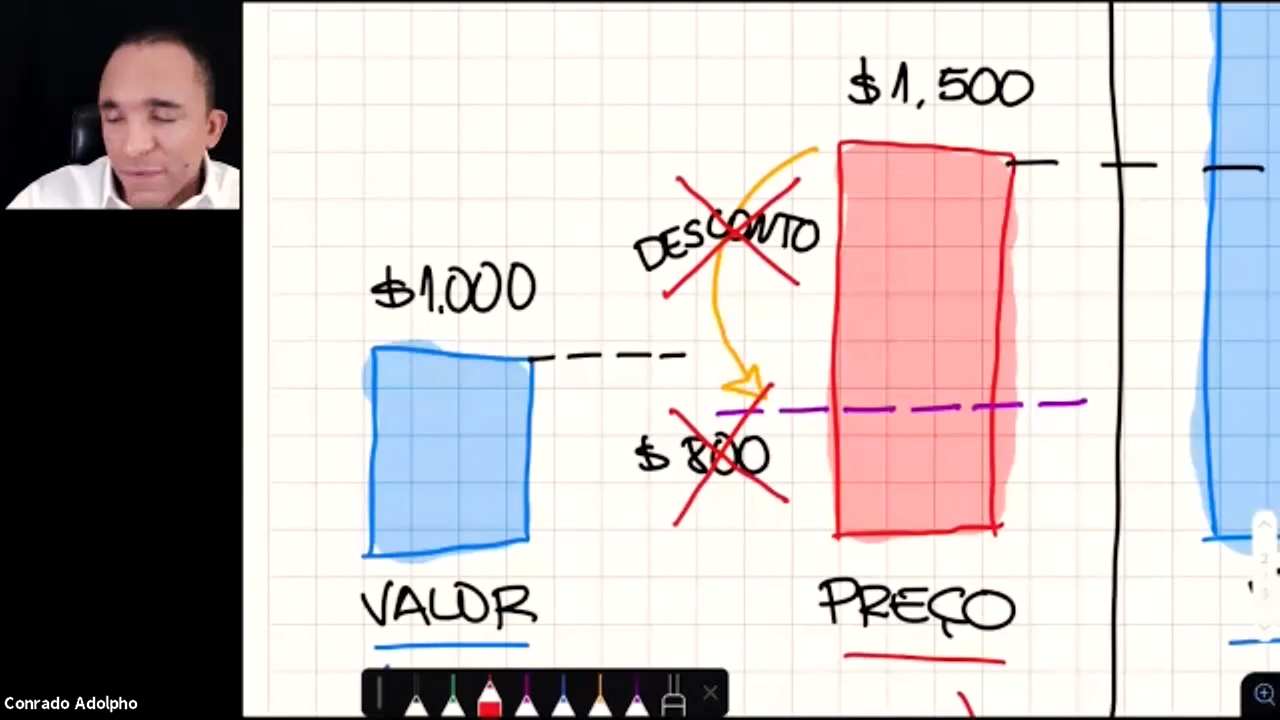 $1,500
DESCONTO
$1.000
$800
VALOR
PREÇO
Conrado Adolpho